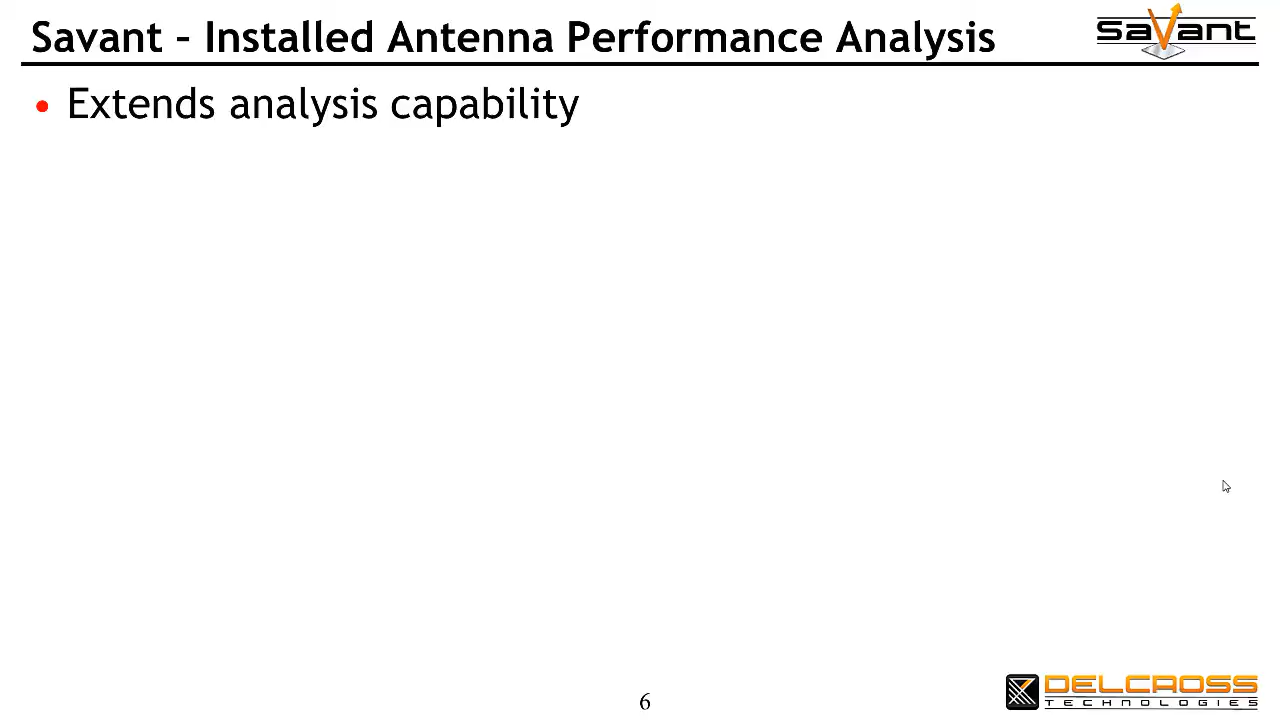 Savant – Installed Antenna Performance Analysis
savant
• Extends analysis capability
6
DELCROSS
TECHNOLOGIES